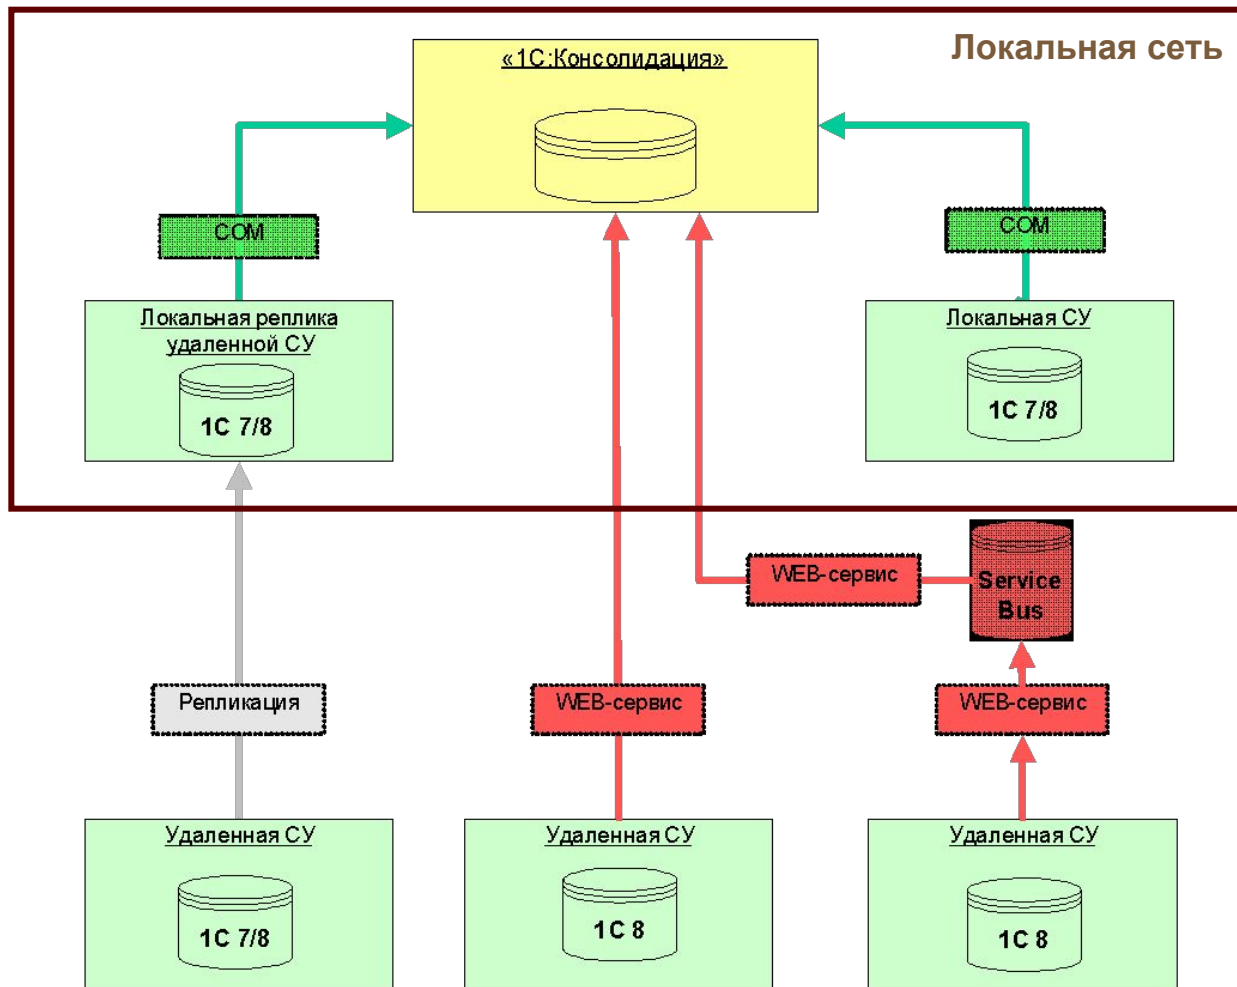 Локальная сеть
«1С:Консолидация»
COM
COM
Локальная реплика
удаленной СУ
1С 7/8
Локальная СУ
1С 7/8
WEB-сервис
Service
Bus
Репликация
WEB-сервис
WEB-сервис
Удаленная СУ
1С 7/8
Удаленная СУ
1С 8
Удаленная СУ
1С 8